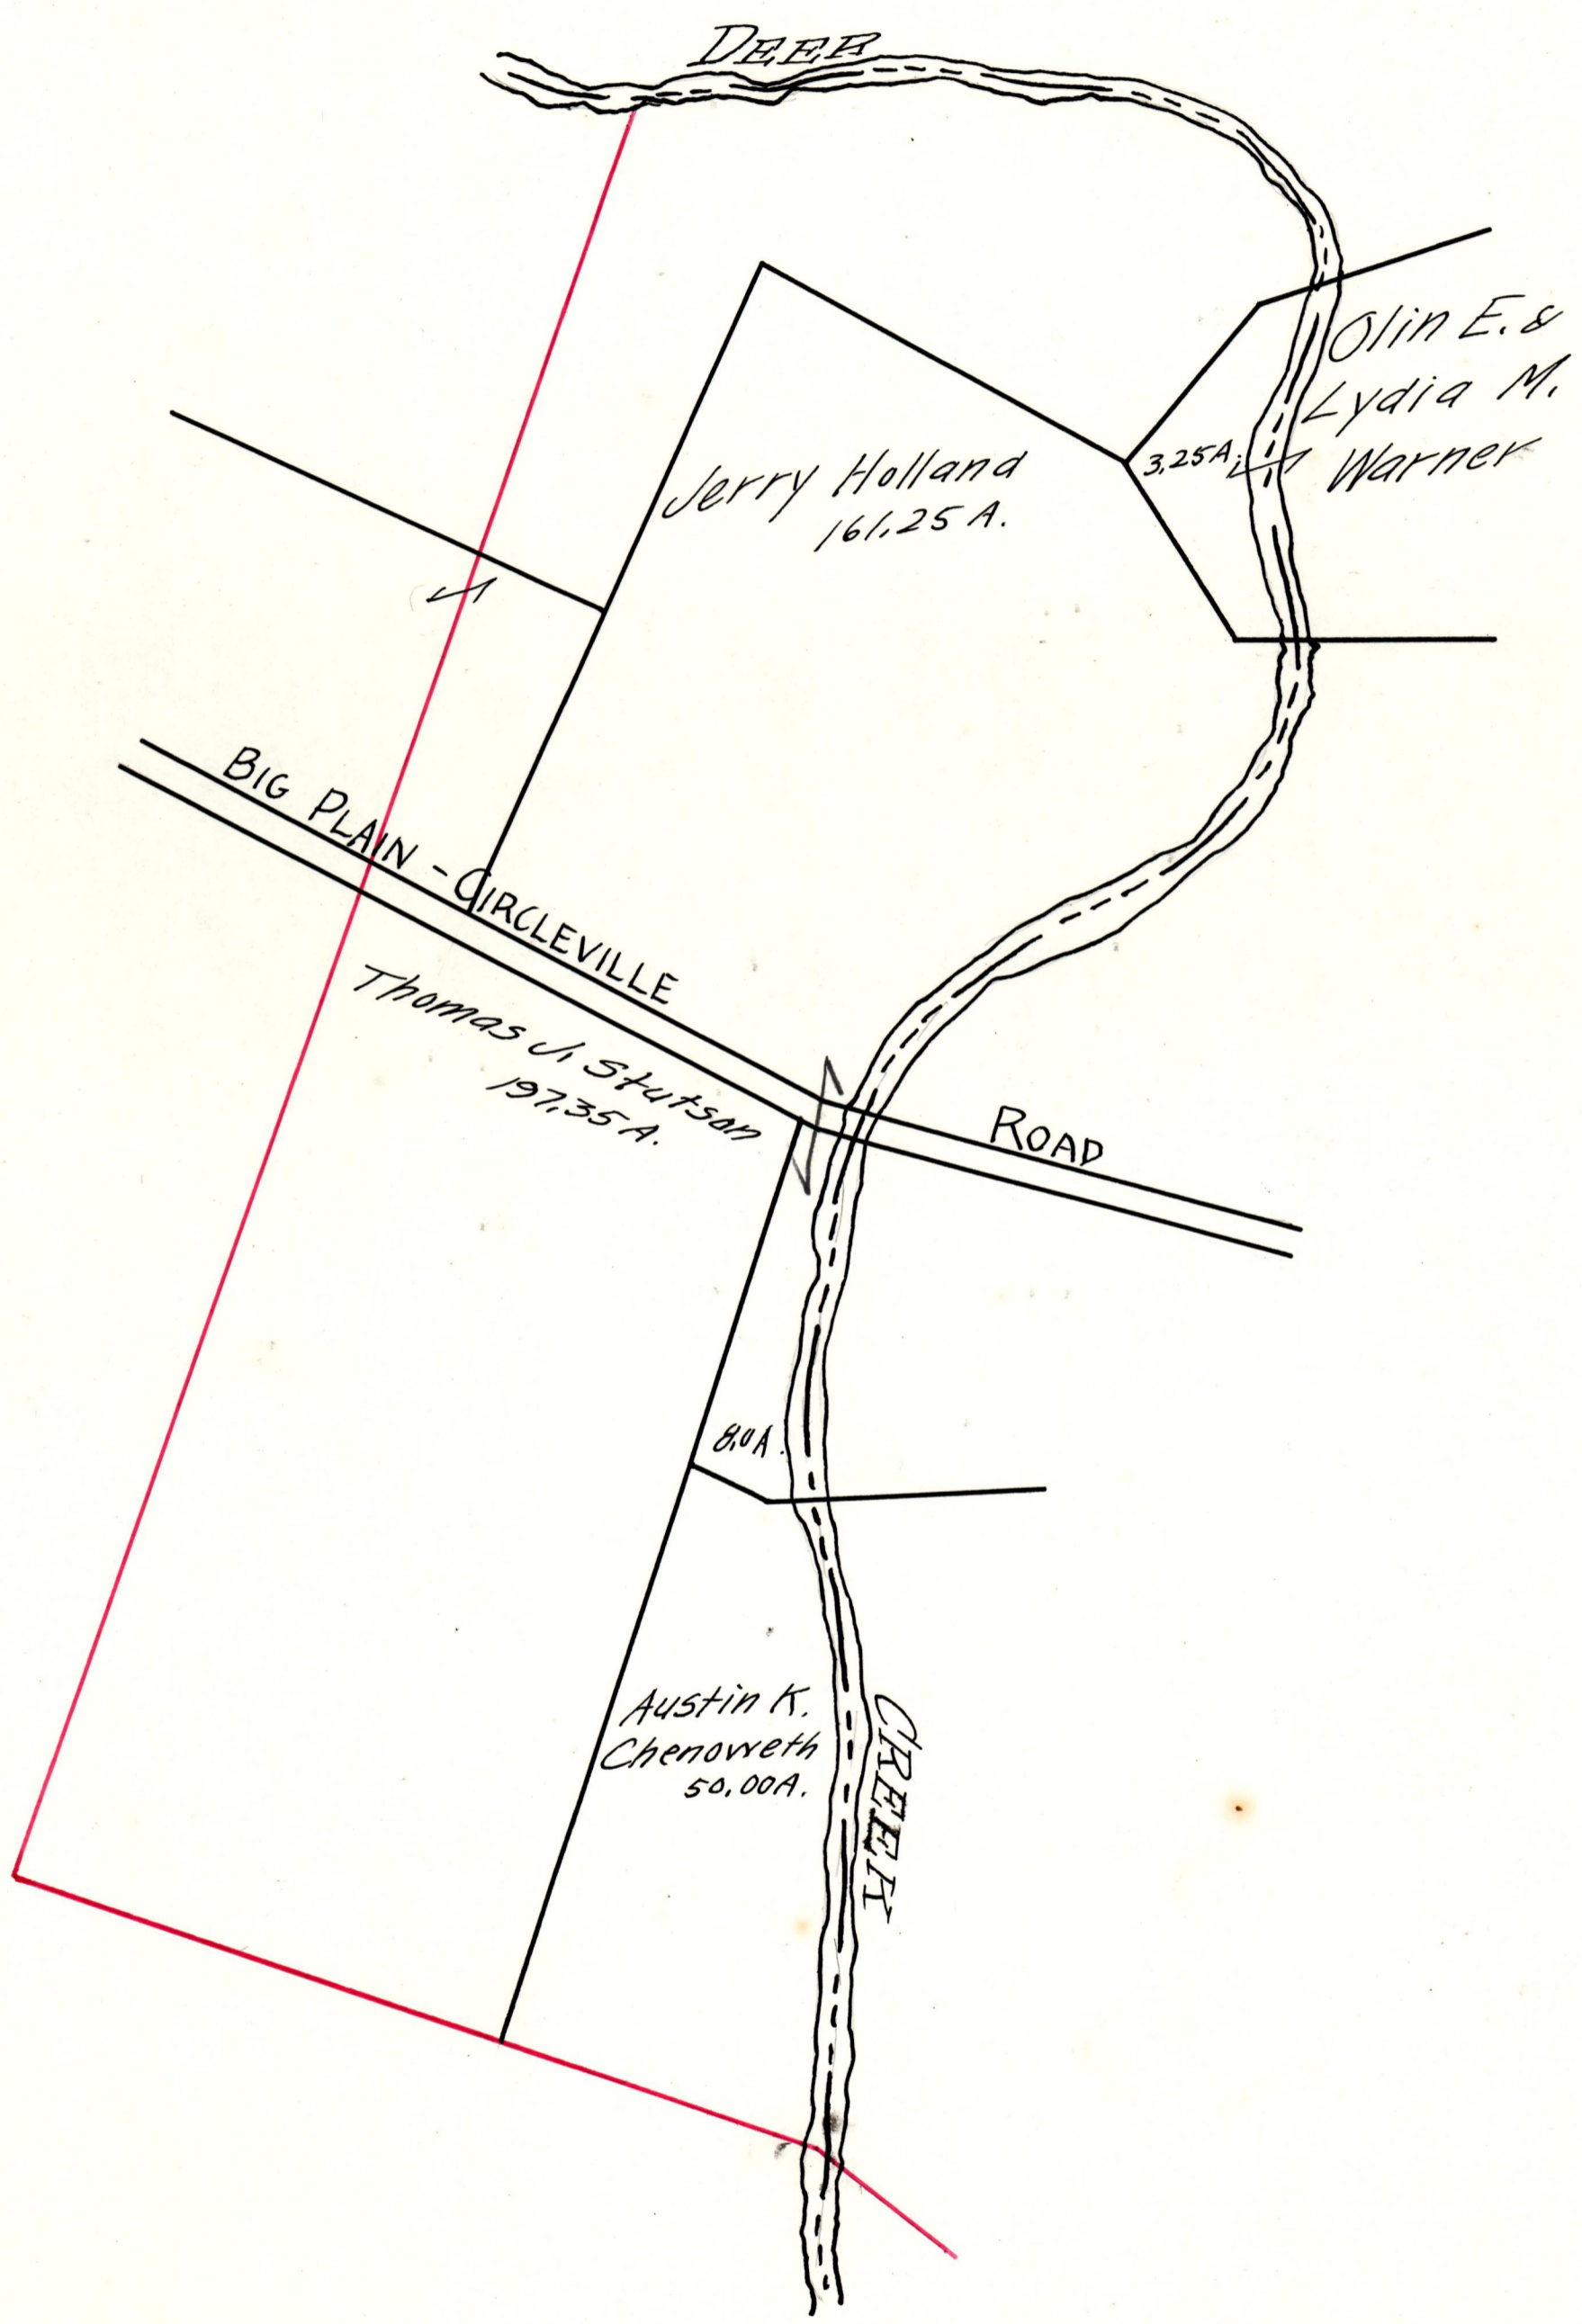 DEER
Olin E. &
Lydia M.
Warner
3.25A.
Jerry Holland
161.25 A.
BIG PLAIN - CIRCLEVILLE
ROAD
Thomas J. Stutson
197.35 A.
8.0A.
Austin K.
Chenoweth
50.00A.
CREEK